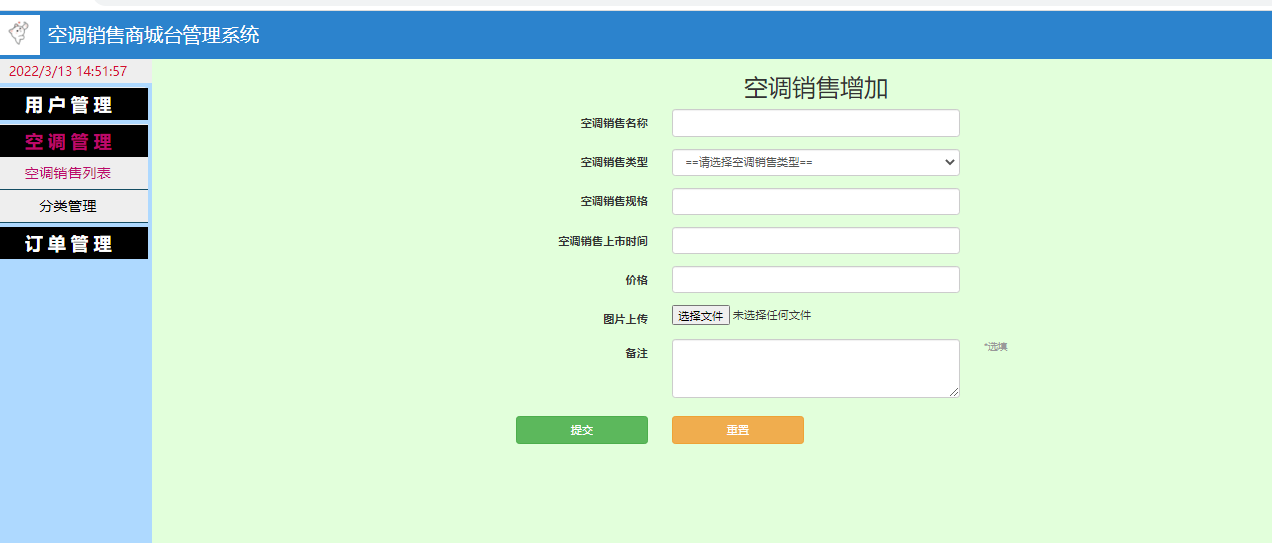 空调销售商城台管理系统
2022/3/13 14:51:57
用户管理
空调管理
空调销售列表
分类管理
订单管理
空调销售增加
空调销售名称
空调销售类型 ==请选择空调销售类型==
空调销售规格
空调销售上市时间
价格
图片上传 选择文件 未选择任何文件
备注 *选填
提交 重置